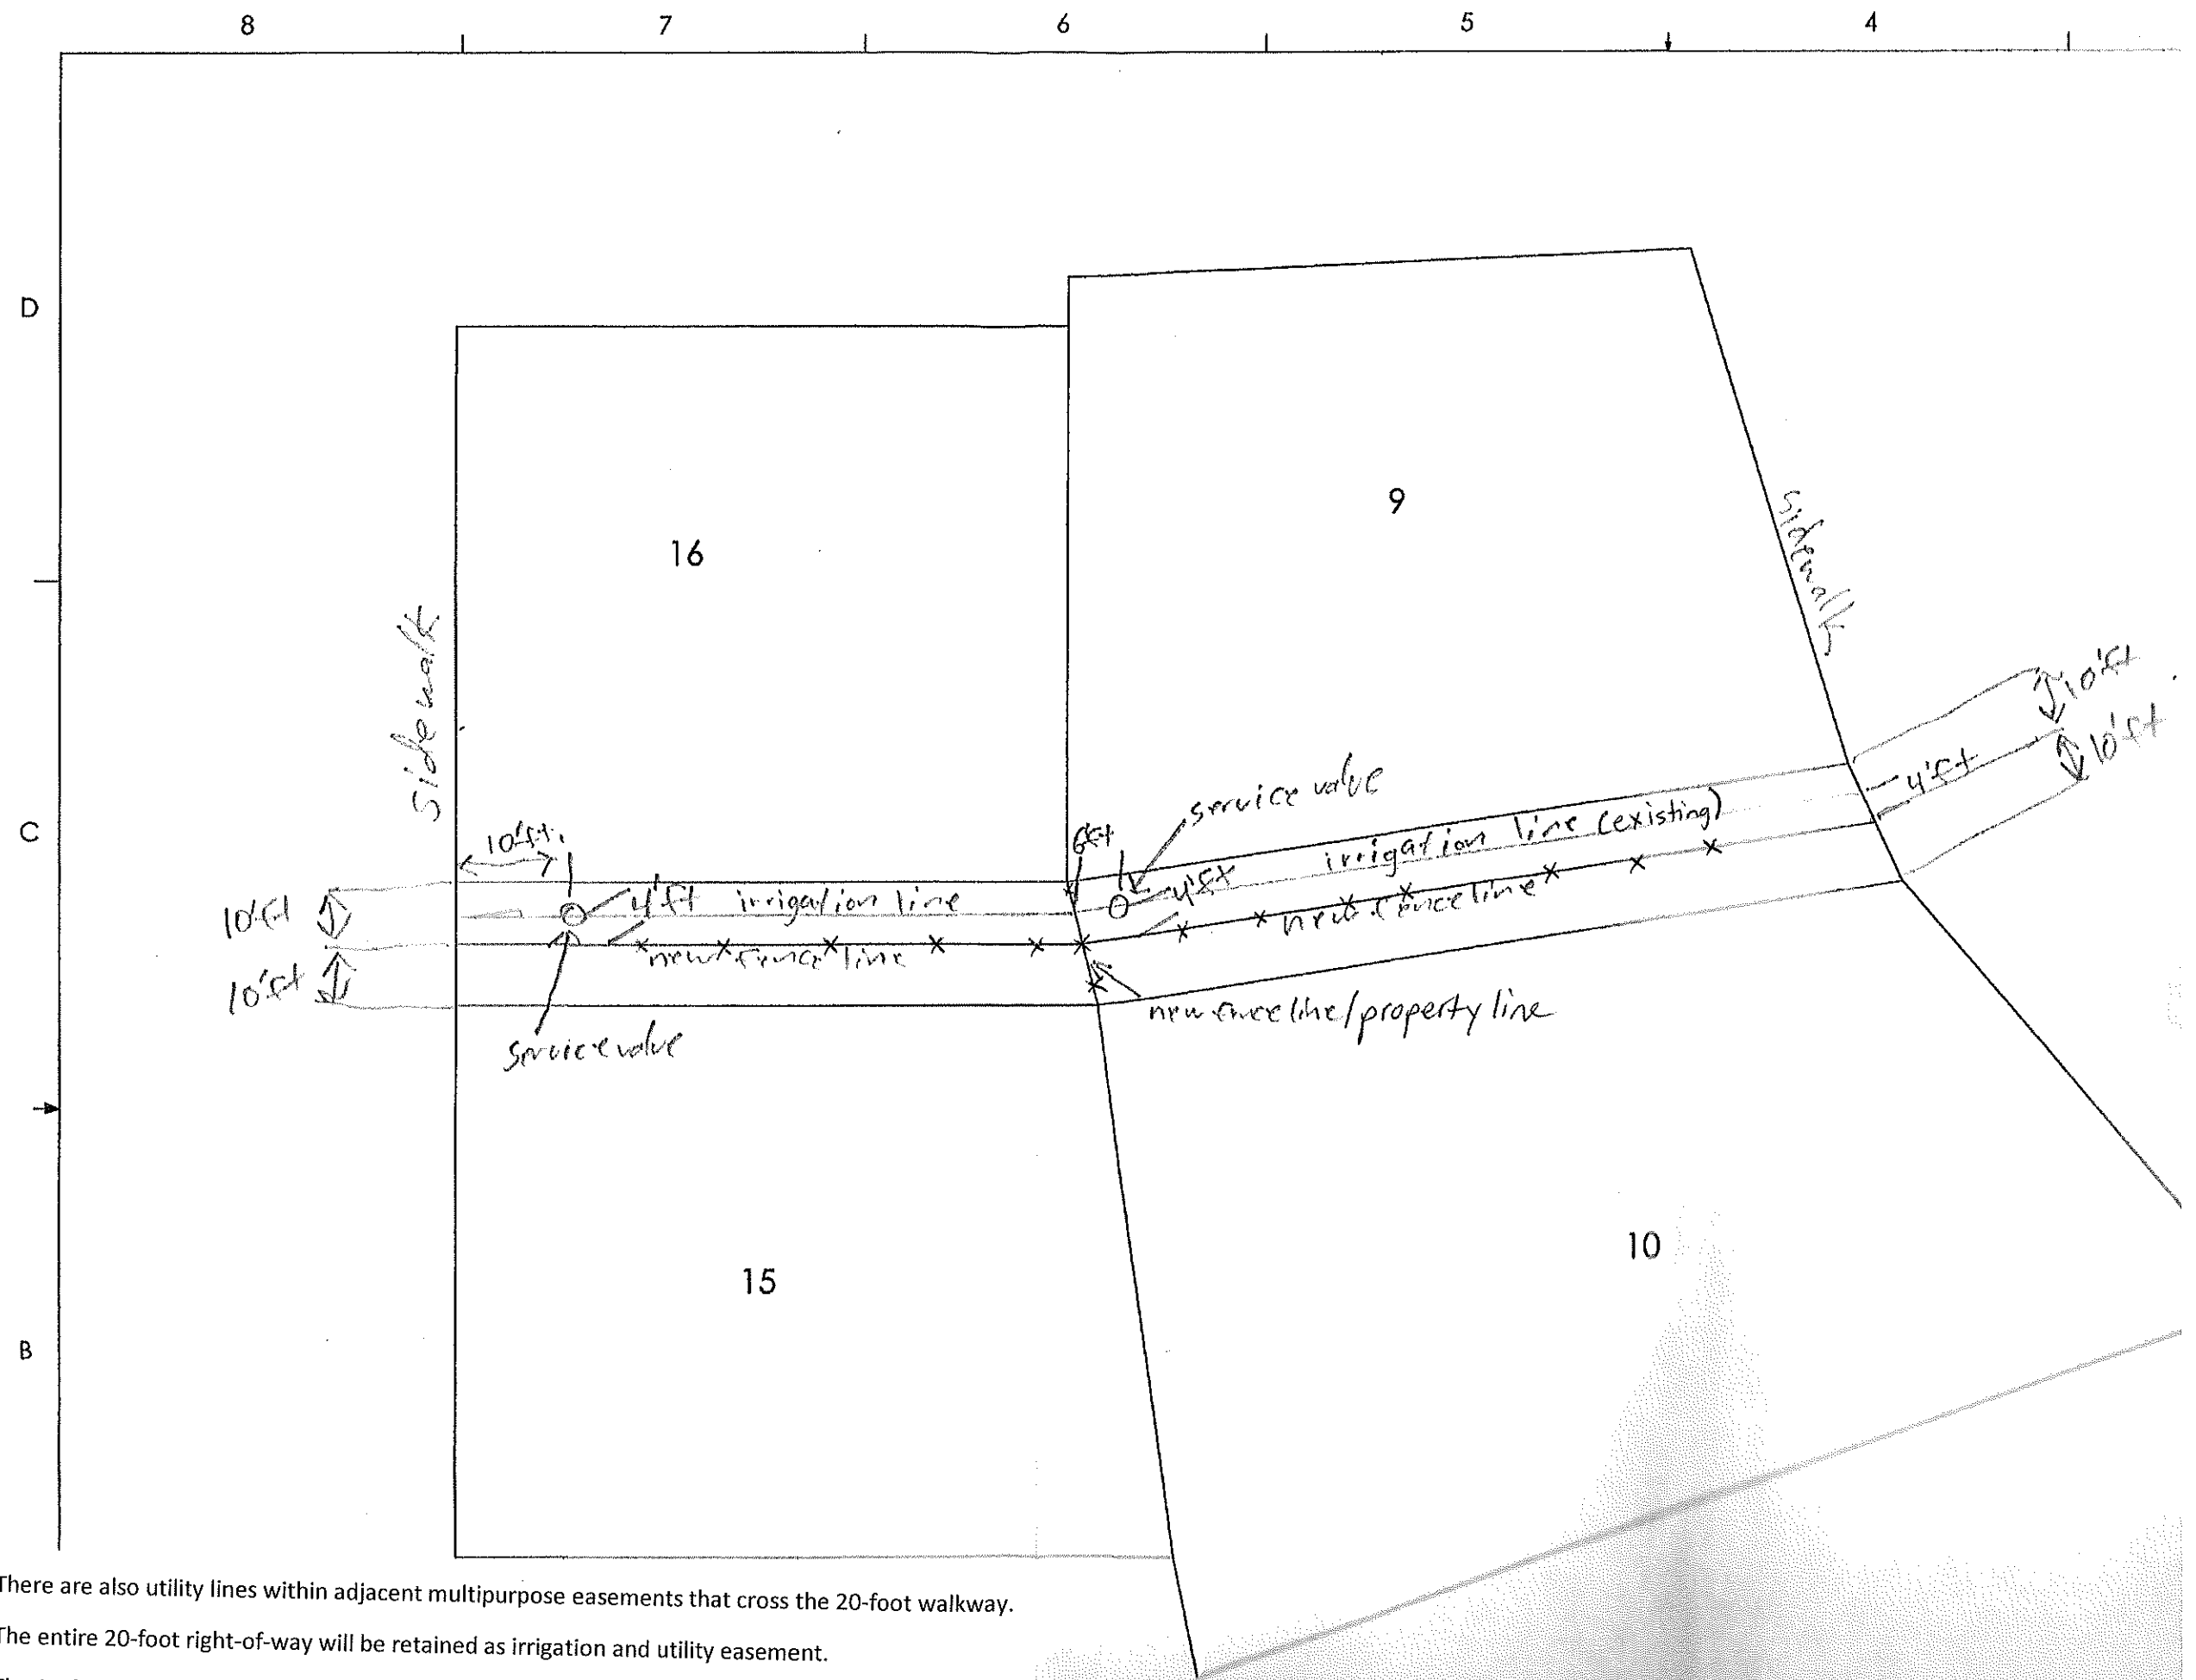 8 7 6 5 4
D
C
B
16
9
Sidewalk
sidewalk
10'ft
10'ft
4'ft
service valve
10'ft.
6'ft
irrigation line (existing)
4'ft
4'ft irrigation line
10'ft
10'ft
new fence line
new fence line
new fence line/property line
service valve
15
10
There are also utility lines within adjacent multipurpose easements that cross the 20-foot walkway.
The entire 20-foot right-of-way will be retained as irrigation and utility easement.